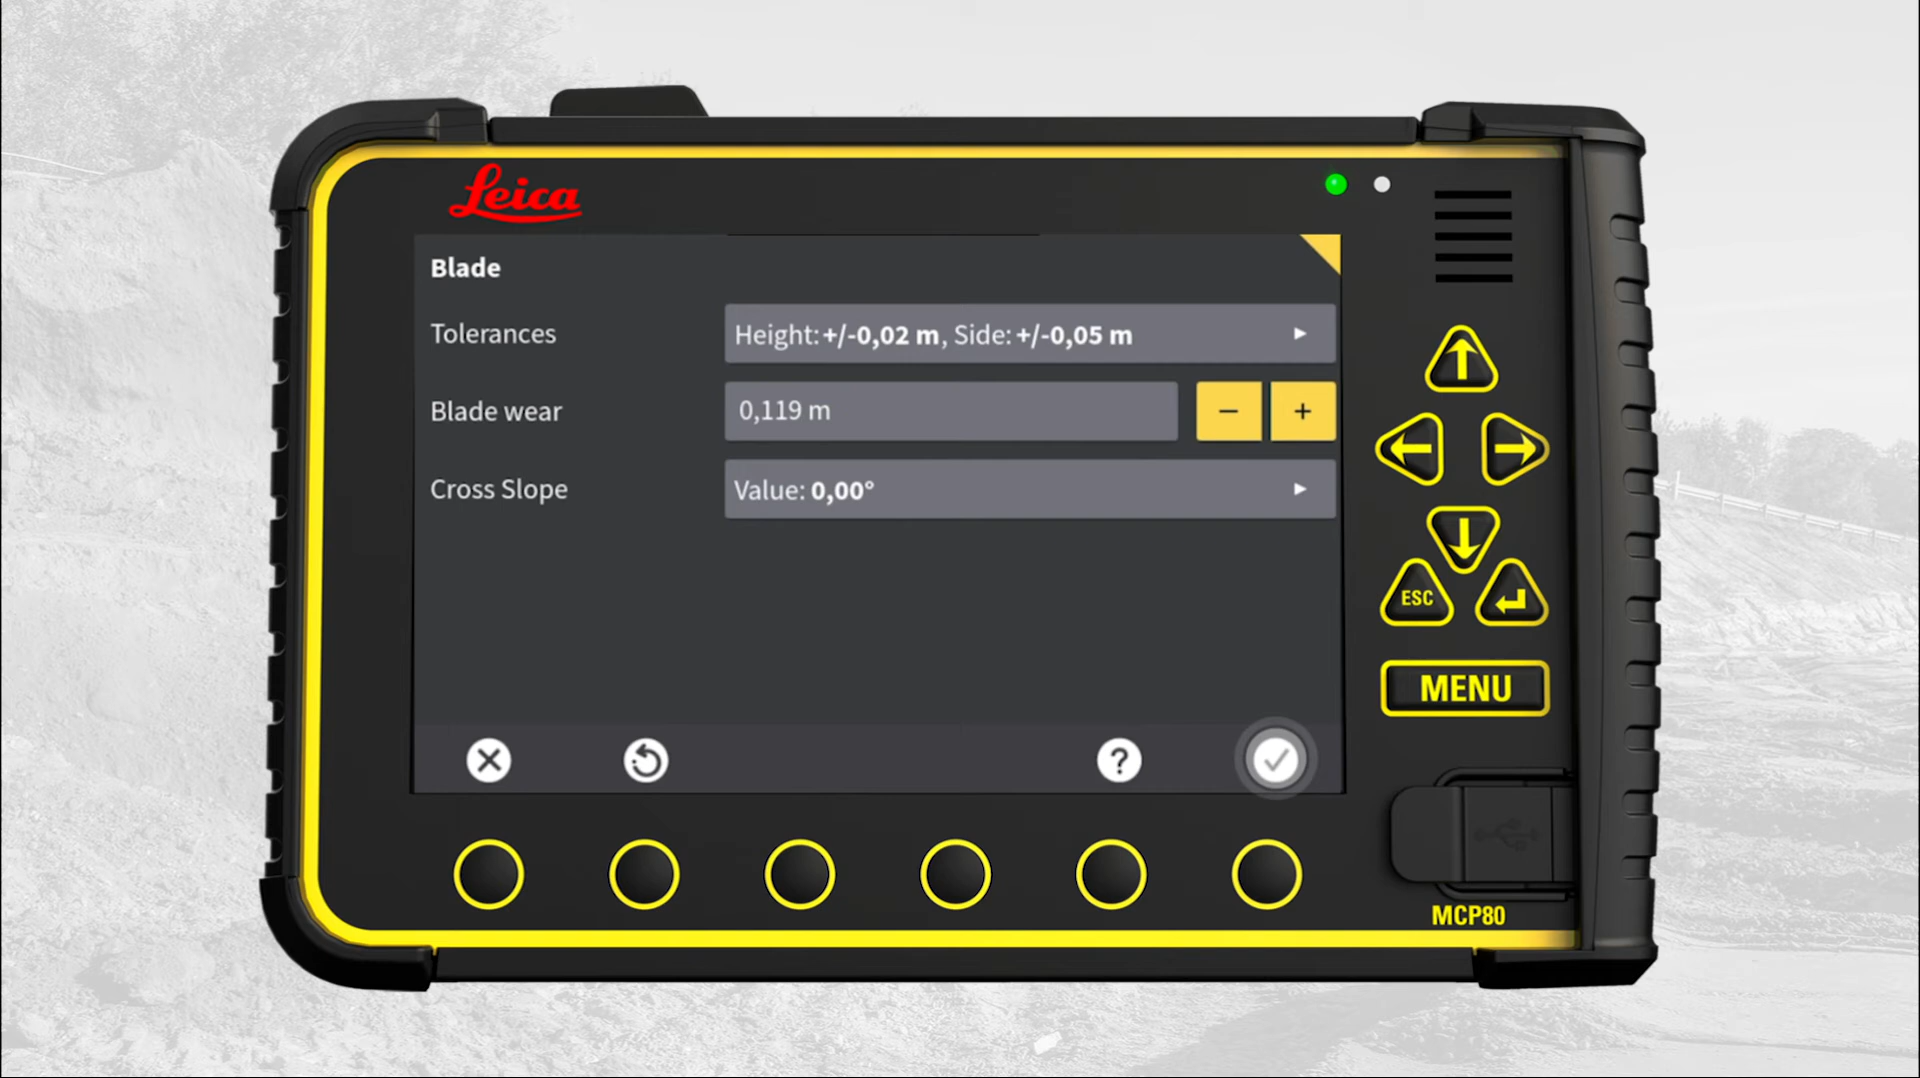 Leica
Blade
Tolerances Height: +/-0,02 m, Side: +/-0,05 m
Blade wear 0,119 m − +
Cross Slope Value: 0,00°
?
ESC
MENU
MCP80